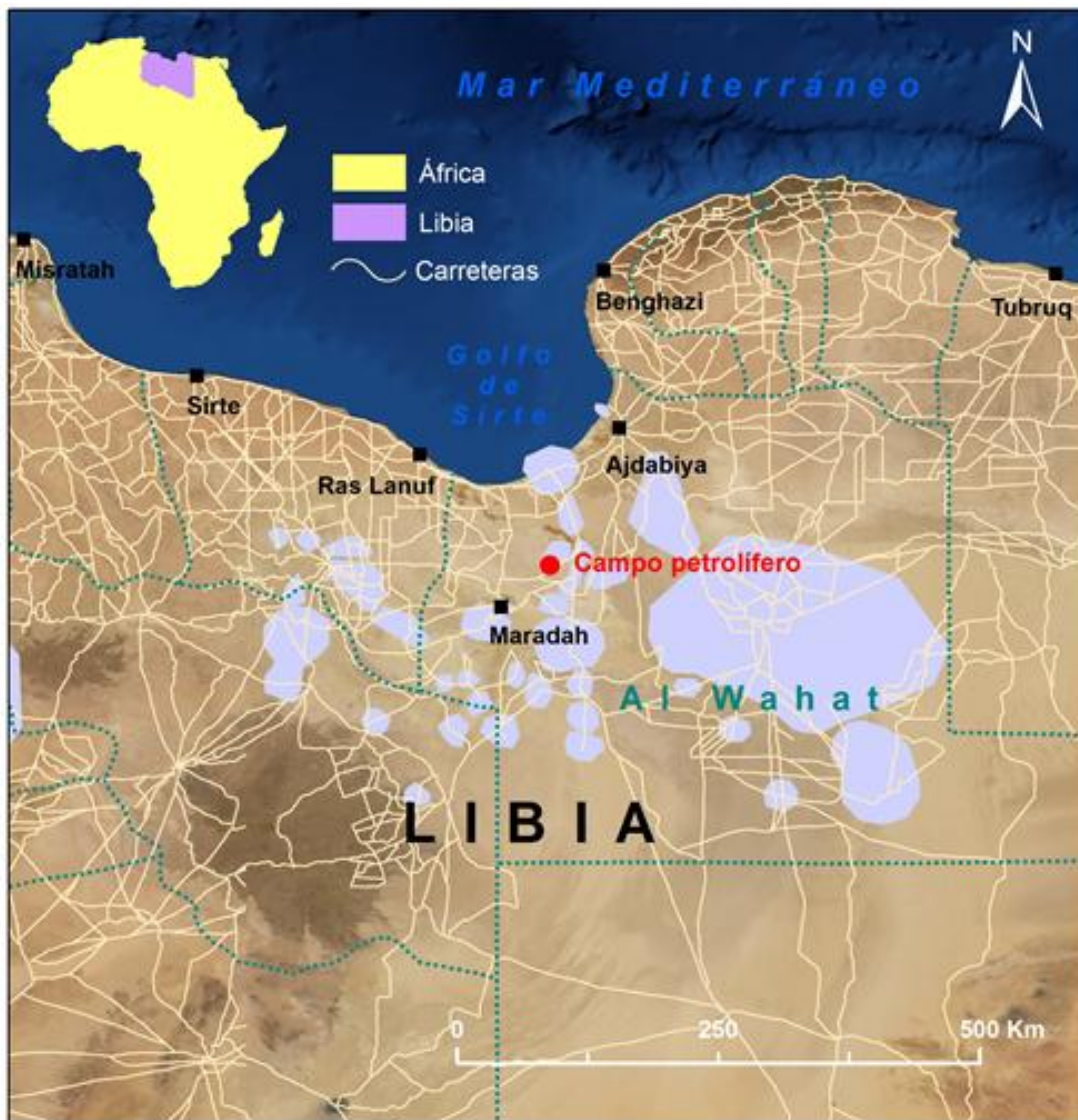 Mar Mediterráneo
N
África
Libia
Carreteras
Misratah
Benghazi
Tubruq
Golfo
de
Sirte
Sirte
Ajdabiya
Ras Lanuf
Campo petrolífero
Maradah
Al Wahat
LIBIA
0 250 500 Km